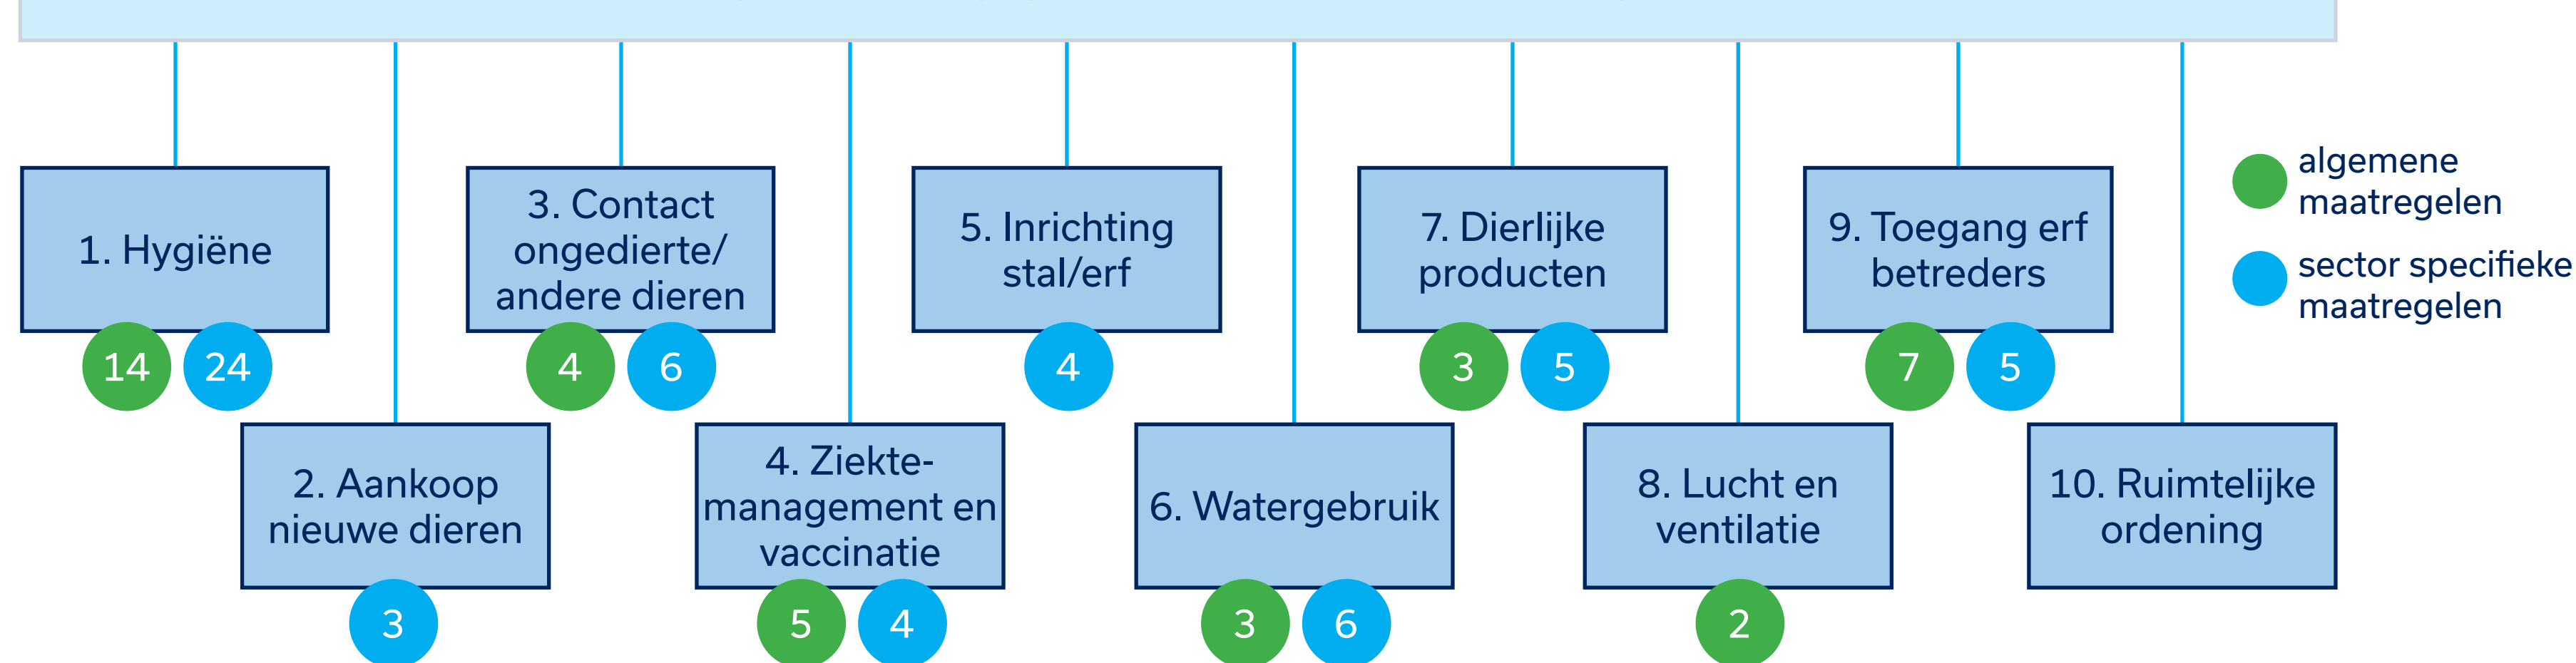 1. Hygiëne
14
24
2. Aankoop
nieuwe dieren
3
3. Contact
ongedierte/
andere dieren
4
6
4. Ziekte-
management en
vaccinatie
5
4
5. Inrichting
stal/erf
4
6. Watergebruik
3
6
7. Dierlijke
producten
3
5
8. Lucht en
ventilatie
2
9. Toegang erf
betreders
7
5
10. Ruimtelijke
ordening
algemene
maatregelen
sector specifieke
maatregelen